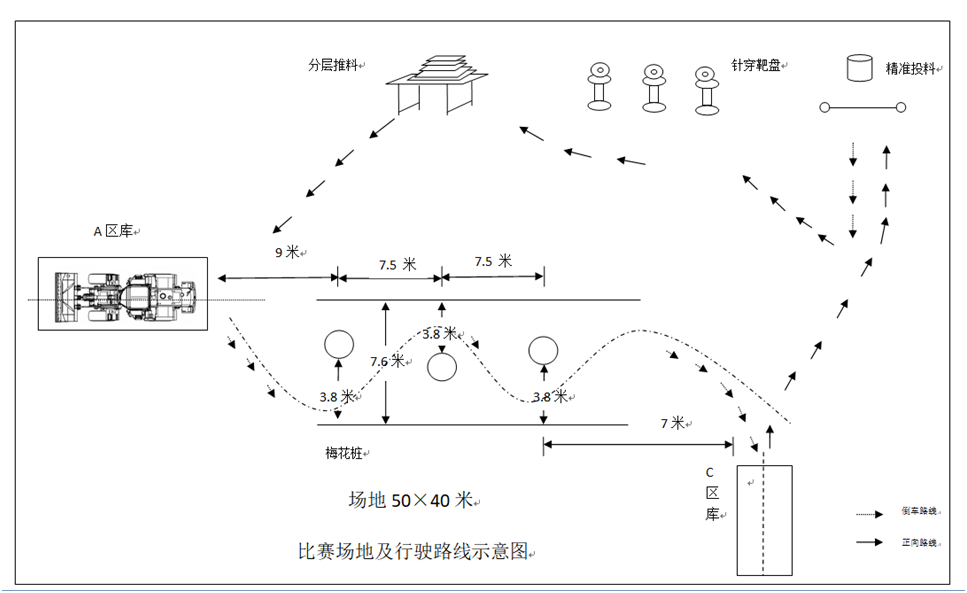 分层推料
针穿靶盘
精准投料
A 区库
9 米
7.5 米
7.5 米
3.8 米
7.6 米
3.8 米
3.8 米
7 米
梅花桩
C
区
库
场地 50×40 米
倒车路线
正向路线
比赛场地及行驶路线示意图